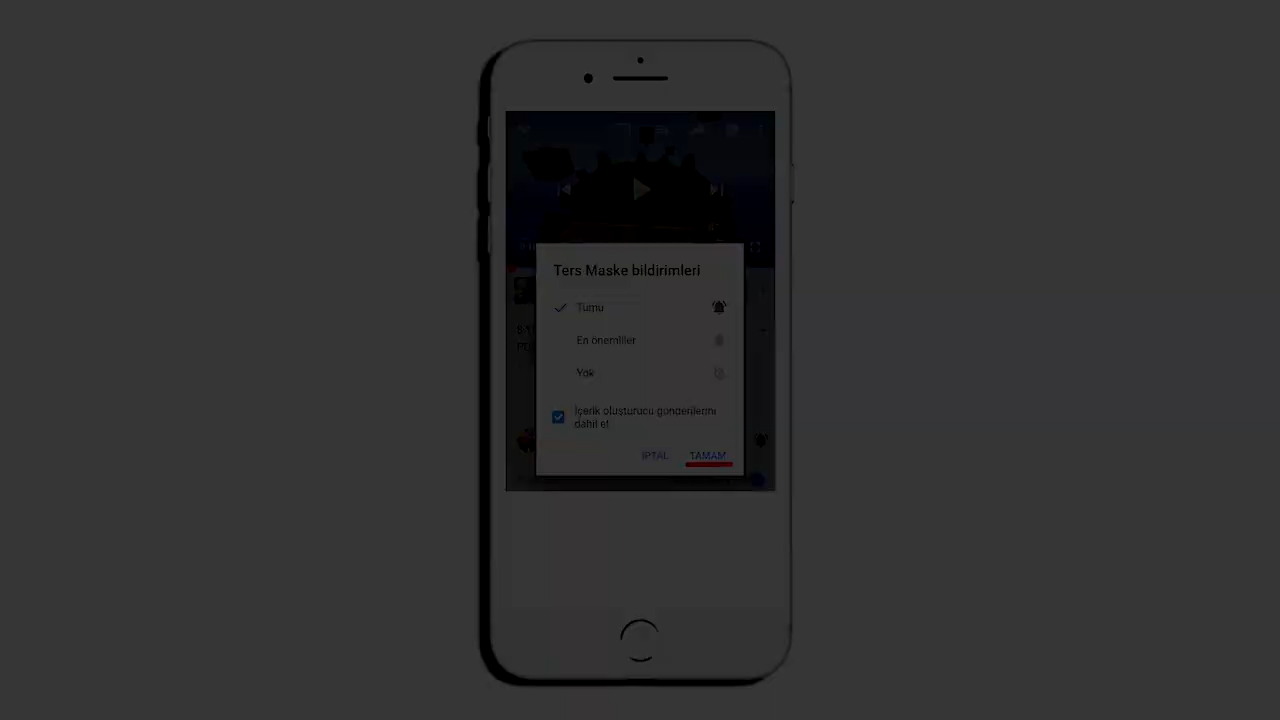 Ters Maske bildirimleri
Tümü
En önemliler
Yok
İçerik oluşturucu gönderilerini
dahil et
İPTAL
TAMAM